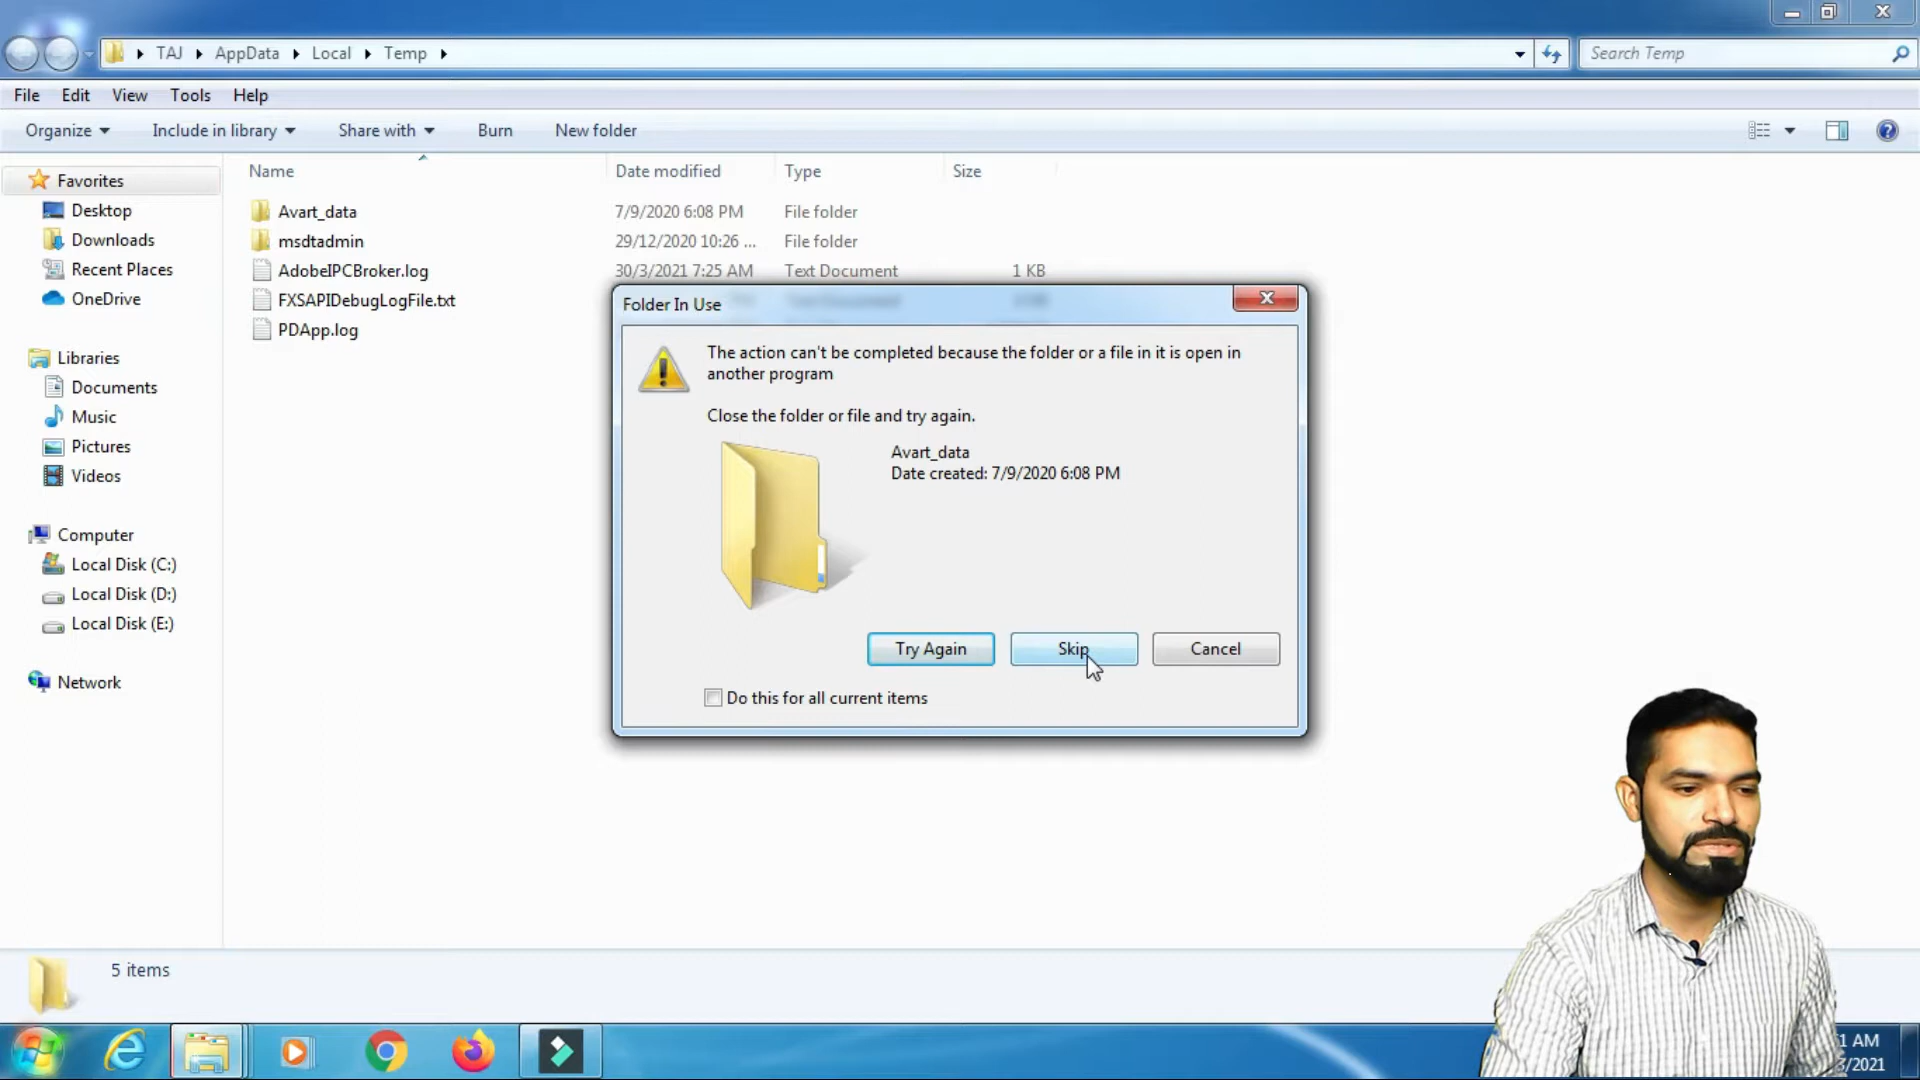 TAJ AppData Local Temp
Search Temp
File Edit View Tools Help
Organize Include in library Share with Burn New folder
Name Date modified Type Size
Favorites
Desktop
Downloads
Recent Places
OneDrive
Libraries
Documents
Music
Pictures
Videos
Computer
Local Disk (C:)
Local Disk (D:)
Local Disk (E:)
Network
Avart_data 7/9/2020 6:08 PM File folder
msdtadmin 29/12/2020 10:26 ... File folder
AdobeIPCBroker.log 30/3/2021 7:25 AM Text Document 1 KB
FXSAPIDebugLogFile.txt
PDApp.log
Folder In Use
The action can't be completed because the folder or a file in it is open in
another program
Close the folder or file and try again.
Avart_data
Date created: 7/9/2020 6:08 PM
Try Again Skip Cancel
Do this for all current items
5 items
1 AM
3/2021